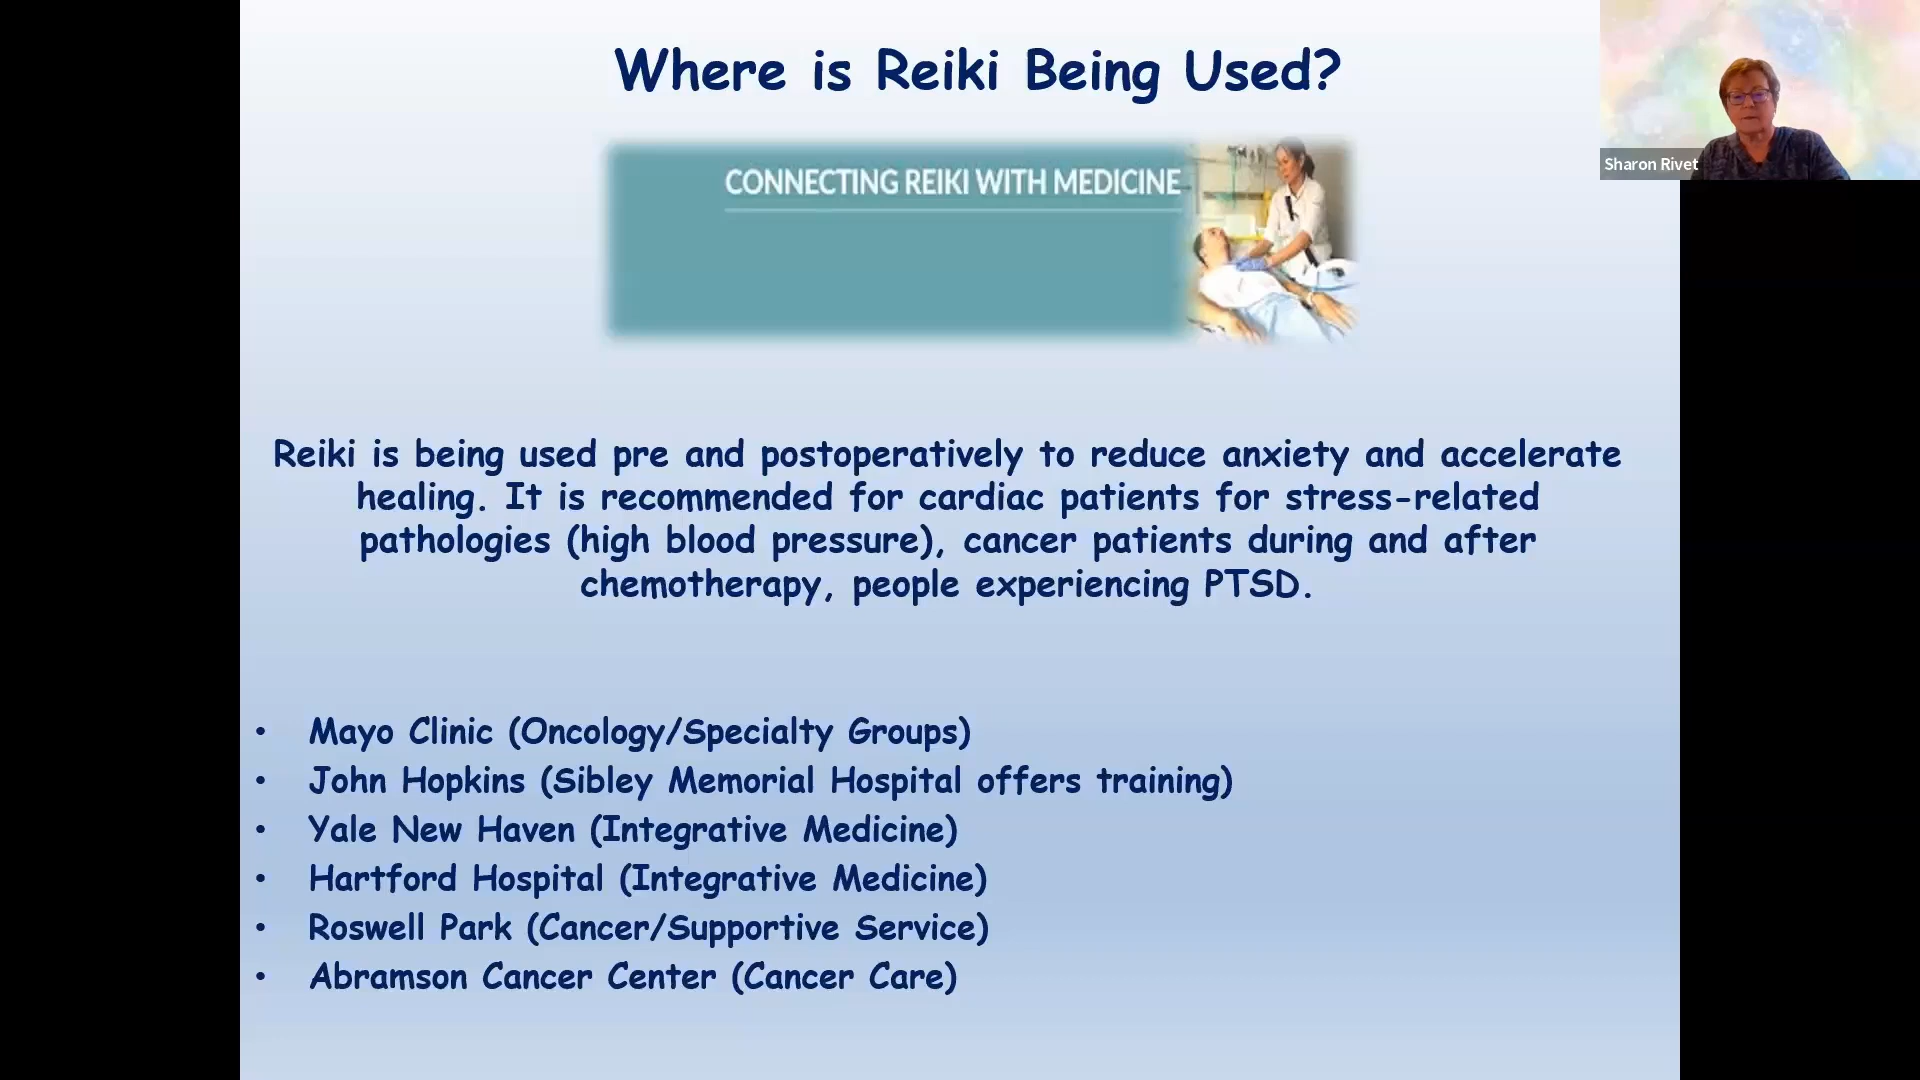 Where is Reiki Being Used?
CONNECTING REIKI WITH MEDICINE
Sharon Rivet
Reiki is being used pre and postoperatively to reduce anxiety and accelerate
healing. It is recommended for cardiac patients for stress-related
pathologies (high blood pressure), cancer patients during and after
chemotherapy, people experiencing PTSD.
• Mayo Clinic (Oncology/Specialty Groups)
• John Hopkins (Sibley Memorial Hospital offers training)
• Yale New Haven (Integrative Medicine)
• Hartford Hospital (Integrative Medicine)
• Roswell Park (Cancer/Supportive Service)
• Abramson Cancer Center (Cancer Care)